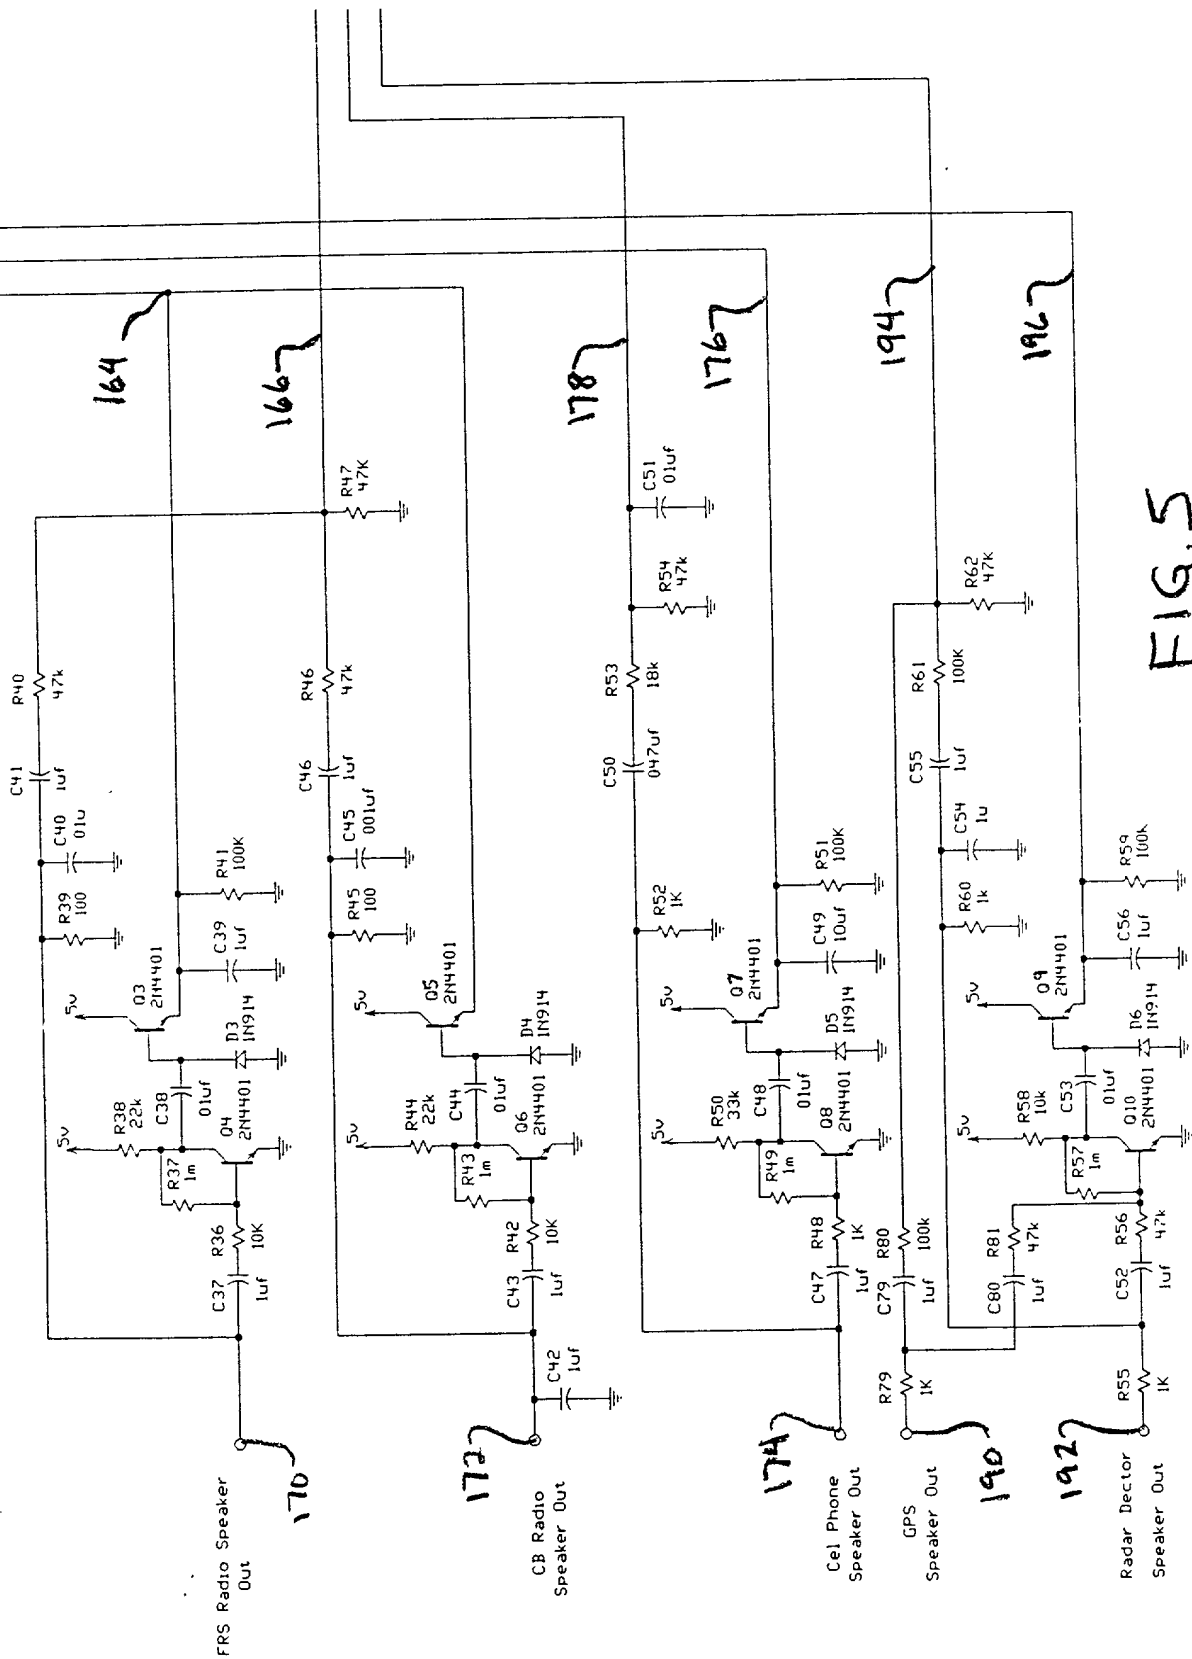 164
166
178
176
194
196
R40
47k
C41
1uf
C40
01u
R39
100
R41
100K
C39
1uf
5v
Q3
2N4401
D3
1N914
5v
R38
22k
C38
01uf
Q4
2N4401
R37
1m
R36
10K
C37
1uf
FRS Radio Speaker
Out
170
R47
47K
R46
47k
C46
1uf
C45
001uf
R45
100
5v
Q5
2N4401
D4
1N914
5v
R44
22k
C44
01uf
Q6
2N4401
R43
1m
R42
10K
C43
1uf
C42
1uf
172
CB Radio
Speaker Out
C51
01uf
R54
47k
R53
18k
C50
047uf
R52
1K
R51
100K
C49
10uf
5v
Q7
2N4401
D5
1N914
5v
R50
33k
C48
01uf
Q8
2N4401
R49
1m
R48
1K
C47
1uf
174
Cel Phone
Speaker Out
R62
47K
R61
100K
C55
1uf
C54
1u
R60
1k
R80
100k
C79
1uf
R79
1K
GPS
Speaker Out
190
R59
100k
C56
1uf
5v
Q9
2N4401
D6
1N914
5v
R58
10k
C53
01uf
Q10
2N4401
R57
1m
R81
47k
C80
1uf
R56
47k
C52
1uf
R55
1K
192
Radar Dector
Speaker Out
FIG. 5